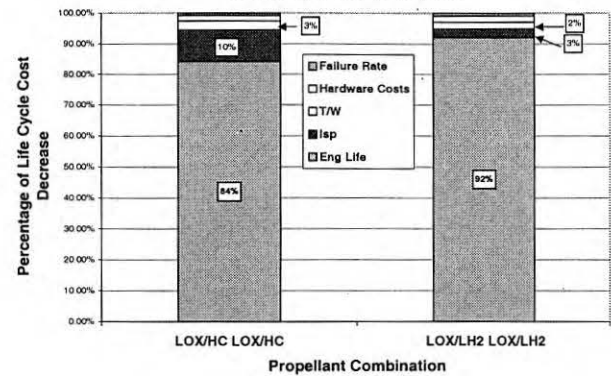 100.00%
90.00%
80.00%
70.00%
60.00%
50.00%
40.00%
30.00%
20.00%
10.00%
0.00%
Percentage of Life Cycle Cost
Decrease
3%
10%
84%
Failure Rate
Hardware Costs
T/W
Isp
Eng Life
2%
3%
92%
LOX/HC LOX/HC
LOX/LH2 LOX/LH2
Propellant Combination